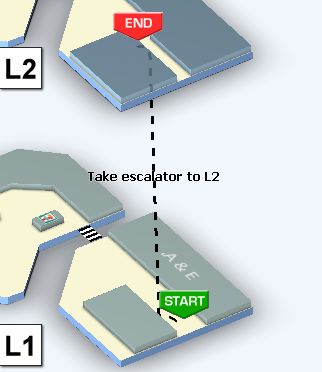 END
L2
Take escalator to L2
A & E
START
L1